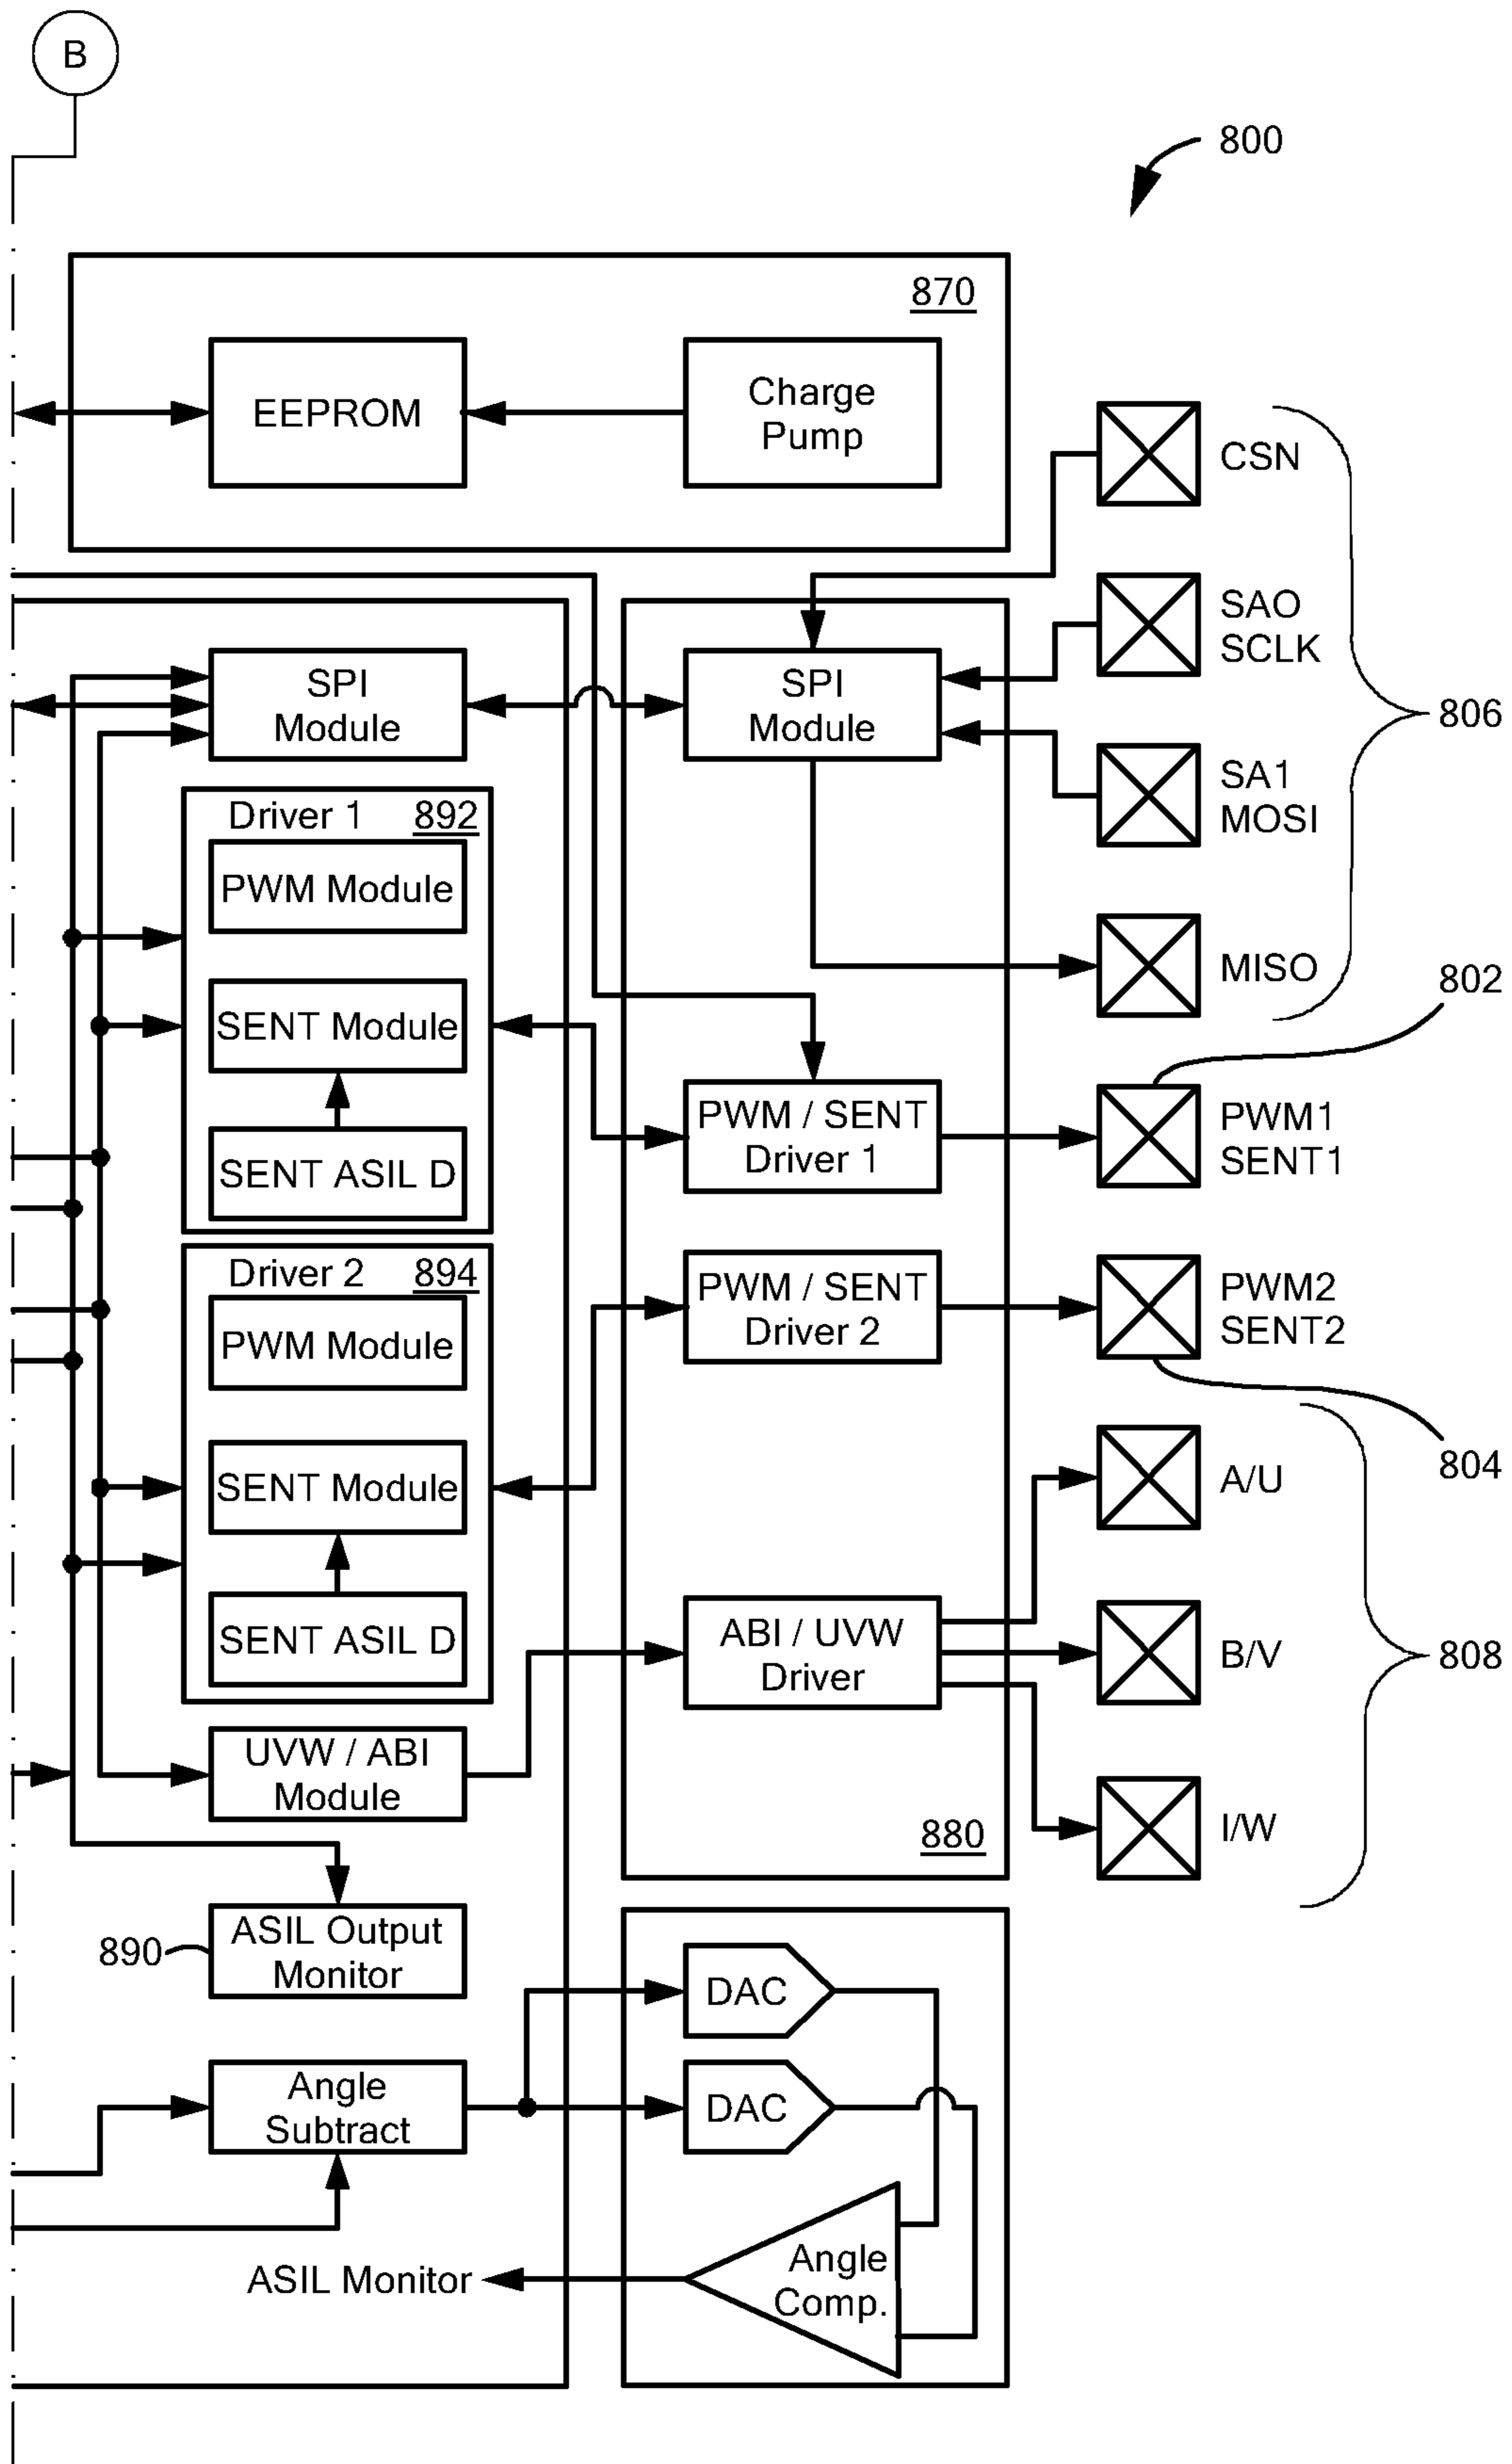 B
800
870
EEPROM
Charge
Pump
CSN
SAO
SCLK
806
SPI
Module
SPI
Module
SA1
MOSI
Driver 1 892
PWM Module
MISO
802
SENT Module
PWM / SENT
Driver 1
PWM1
SENT1
SENT ASIL D
Driver 2 894
PWM Module
PWM / SENT
Driver 2
PWM2
SENT2
804
SENT Module
A/U
SENT ASIL D
ABI / UVW
Driver
B/V
808
UVW / ABI
Module
I/W
880
890
ASIL Output
Monitor
DAC
Angle
Subtract
DAC
ASIL Monitor
Angle
Comp.